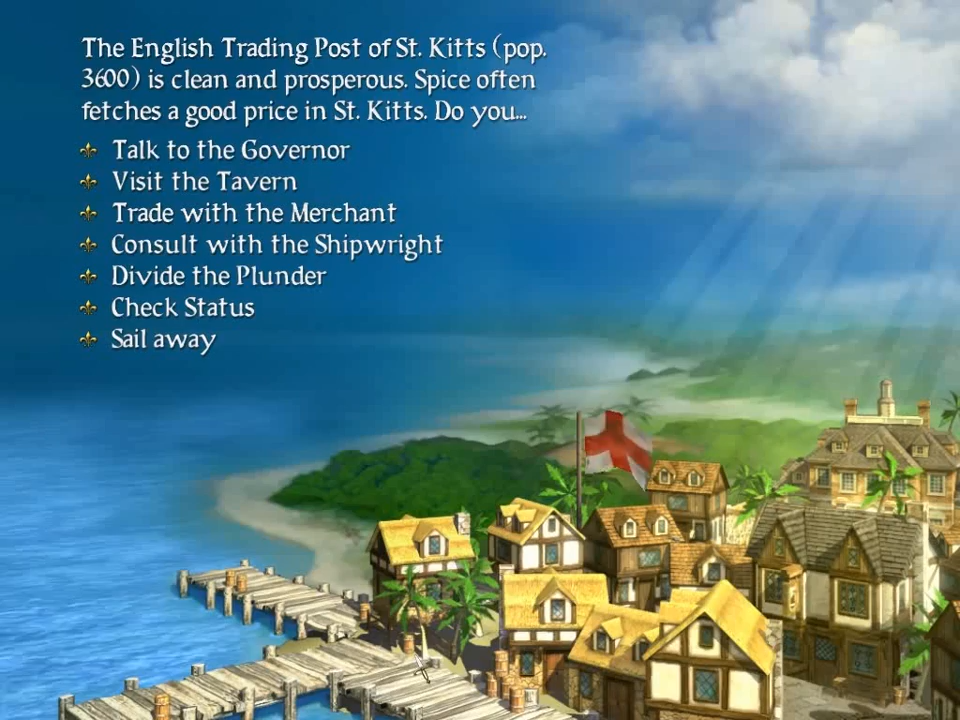 The English Trading Post of St. Kitts (pop.
3600) is clean and prosperous. Spice often
fetches a good price in St. Kitts. Do you...
Talk to the Governor
Visit the Tavern
Trade with the Merchant
Consult with the Shipwright
Divide the Plunder
Check Status
Sail away